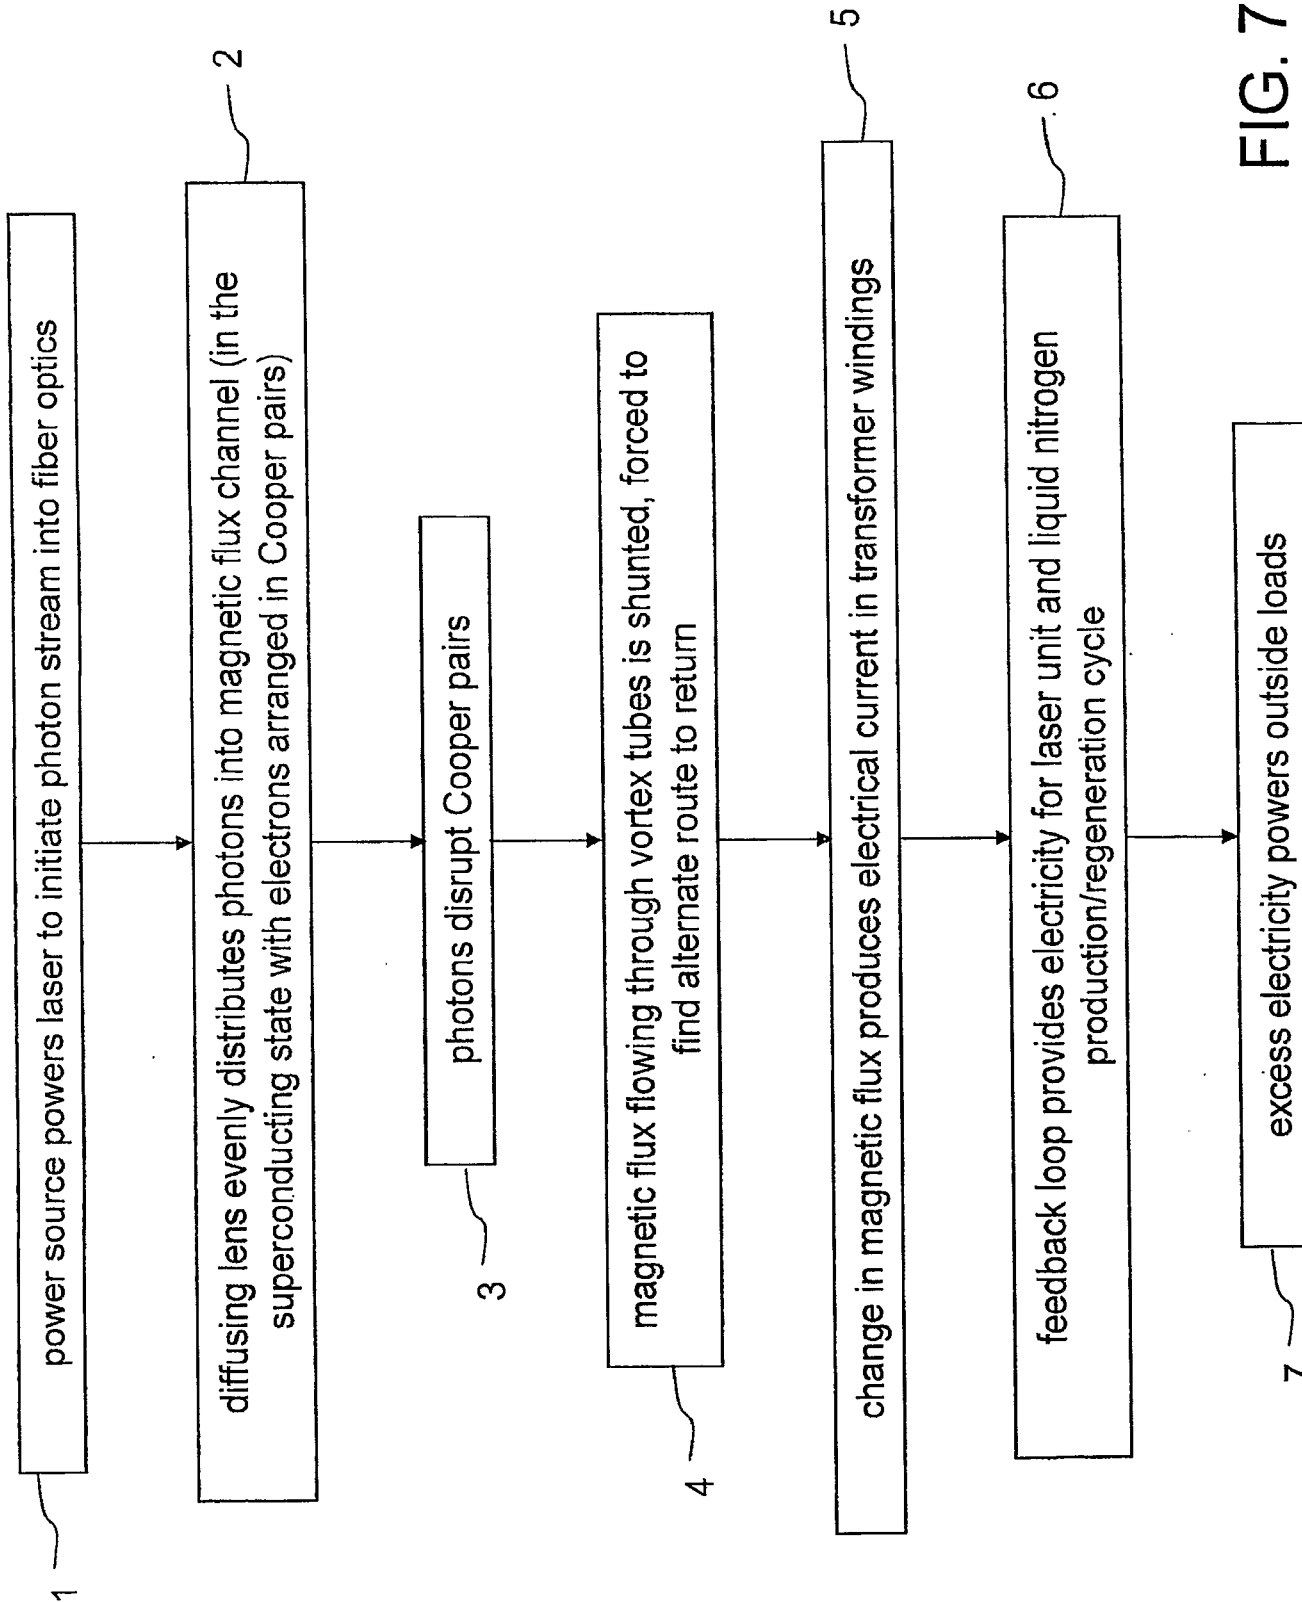 1
power source powers laser to initiate photon stream into fiber optics
2
diffusing lens evenly distributes photons into magnetic flux channel (in the
superconducting state with electrons arranged in Cooper pairs)
3
photons disrupt Cooper pairs
4
magnetic flux flowing through vortex tubes is shunted, forced to
find alternate route to return
5
change in magnetic flux produces electrical current in transformer windings
6
feedback loop provides electricity for laser unit and liquid nitrogen
production/regeneration cycle
7
excess electricity powers outside loads
FIG. 7